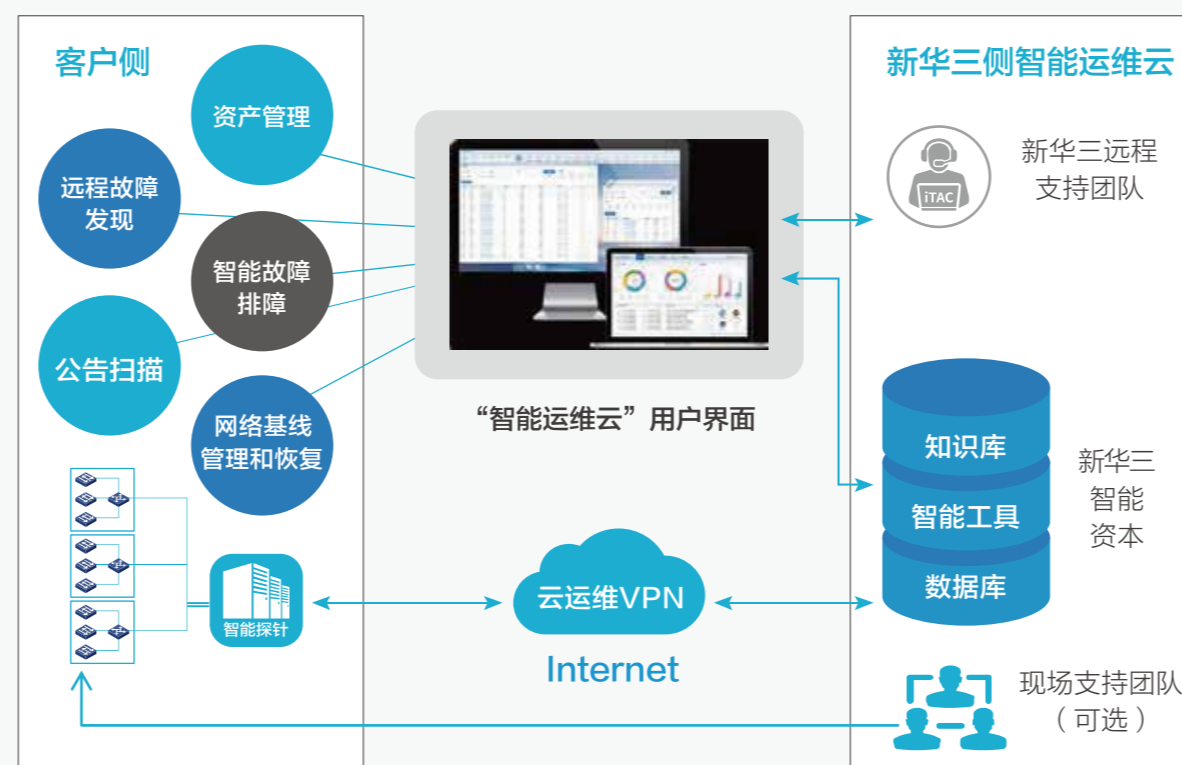 客户侧
资产管理
远程故障
发现
智能故障
排障
公告扫描
网络基线
管理和恢复
智能探针
“智能运维云”用户界面
云运维VPN
Internet
新华三侧智能运维云
iTAC
新华三远程
支持团队
知识库
智能工具
数据库
新华三
智能
资本
现场支持团队
（可选）